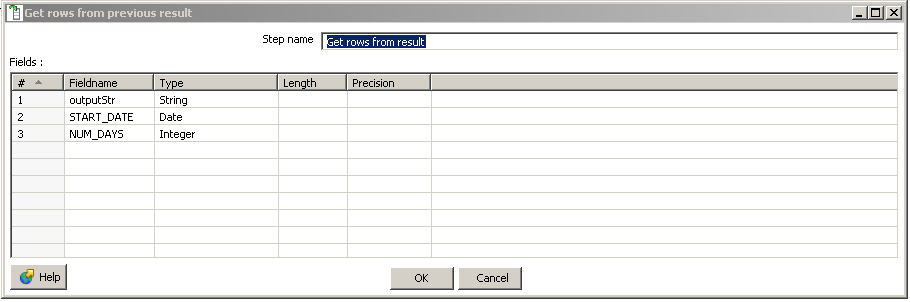 Get rows from previous result
Step name Get rows from result
Fields :
# Fieldname Type Length Precision
1 outputStr String
2 START_DATE Date
3 NUM_DAYS Integer
Help OK Cancel